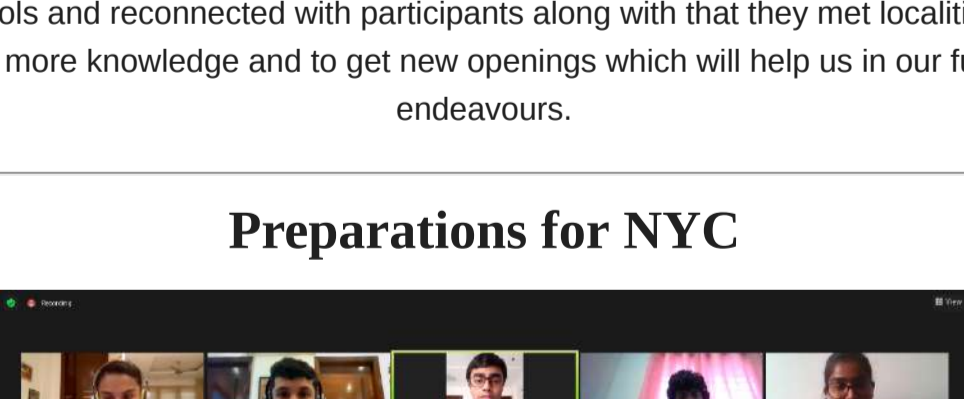 ols and reconnected with participants along with that they met localiti
more knowledge and to get new openings which will help us in our fu
endeavours.
Preparations for NYC
Recording
View